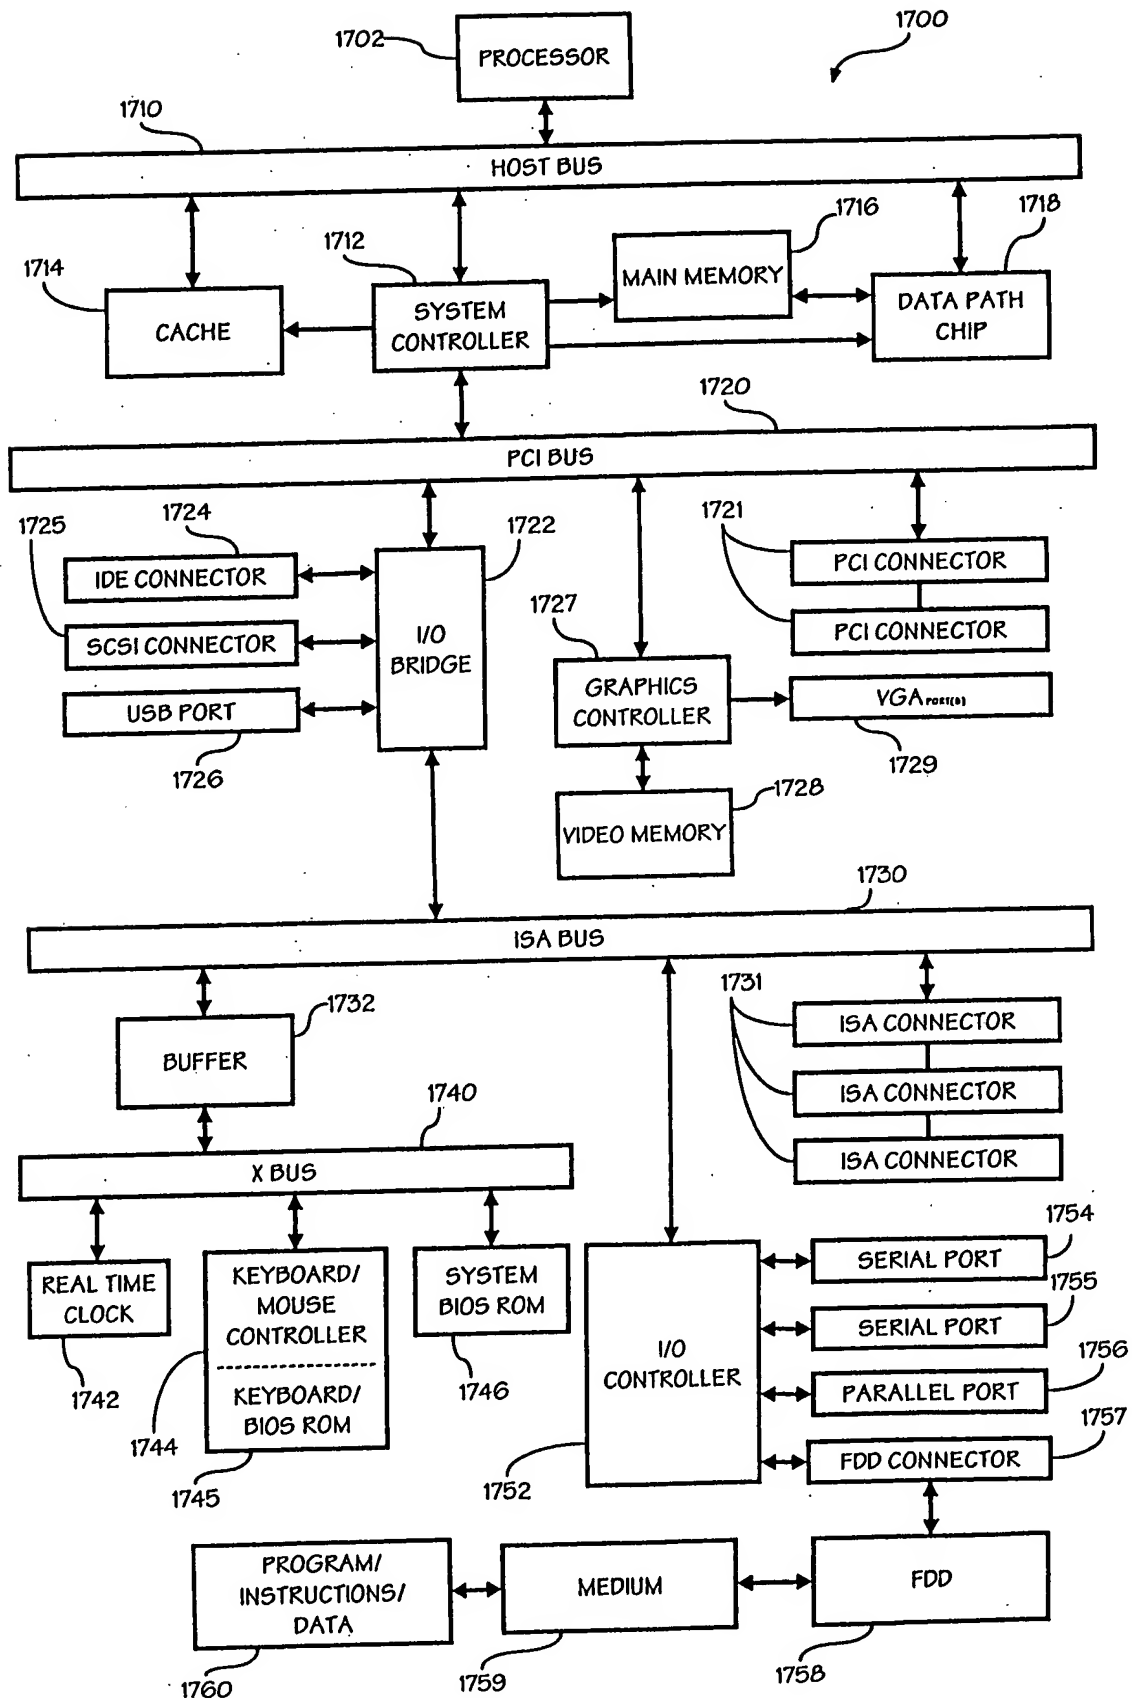 1700
1702
PROCESSOR
1710
HOST BUS
1716
1718
1712
1714
MAIN MEMORY
SYSTEM
CONTROLLER
DATA PATH
CHIP
CACHE
1720
PCI BUS
1725
1724
1722
1721
IDE CONNECTOR
PCI CONNECTOR
1727
SCSI CONNECTOR
I/O
BRIDGE
PCI CONNECTOR
GRAPHICS
CONTROLLER
VGA PORT(S)
USB PORT
1726
1729
1728
VIDEO MEMORY
1730
ISA BUS
1731
1732
ISA CONNECTOR
BUFFER
ISA CONNECTOR
1740
ISA CONNECTOR
X BUS
1754
REAL TIME
CLOCK
KEYBOARD/
MOUSE
CONTROLLER
SYSTEM
BIOS ROM
SERIAL PORT
1755
SERIAL PORT
I/O
CONTROLLER
1756
PARALLEL PORT
1742
1746
KEYBOARD/
BIOS ROM
1744
1757
FDD CONNECTOR
1745
1752
PROGRAM/
INSTRUCTIONS/
DATA
MEDIUM
FDD
1760
1759
1758